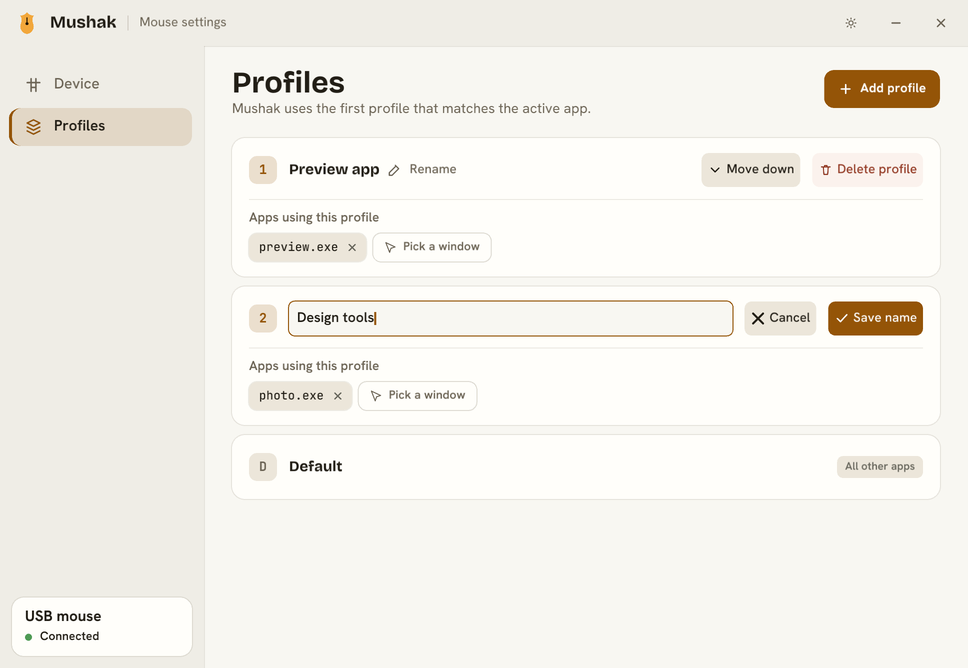 Mushak
Mouse settings
Device
Profiles
USB mouse
Connected
Profiles
Mushak uses the first profile that matches the active app.
Add profile
1 Preview app Rename Move down Delete profile
Apps using this profile
preview.exe Pick a window
2 Design tools Cancel Save name
Apps using this profile
photo.exe Pick a window
D Default All other apps